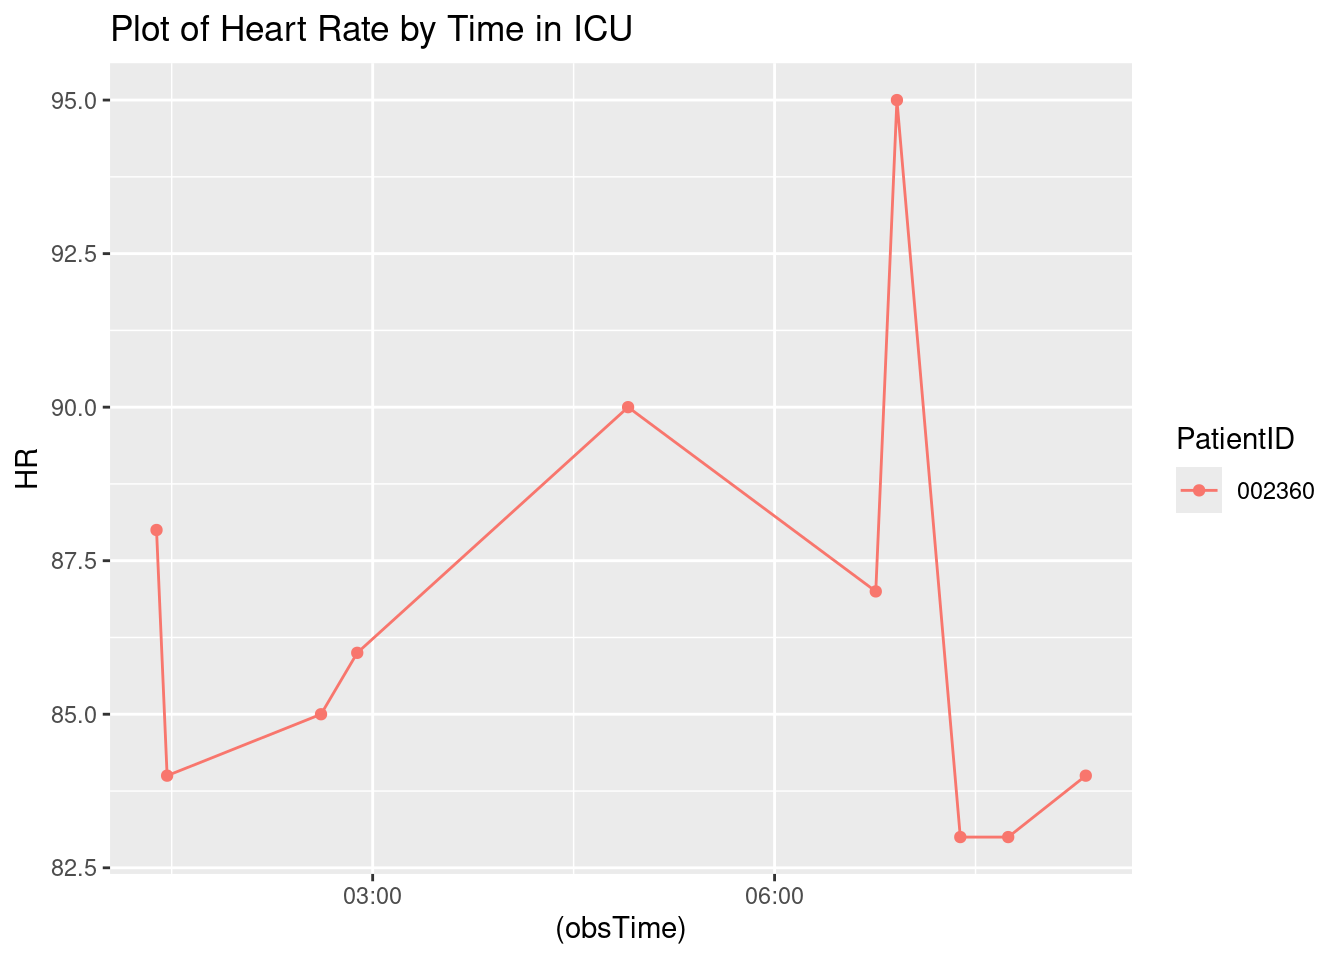 Plot of Heart Rate by Time in ICU
95.0
92.5
90.0
87.5
85.0
82.5
HR
03:00
06:00
(obsTime)
PatientID
002360